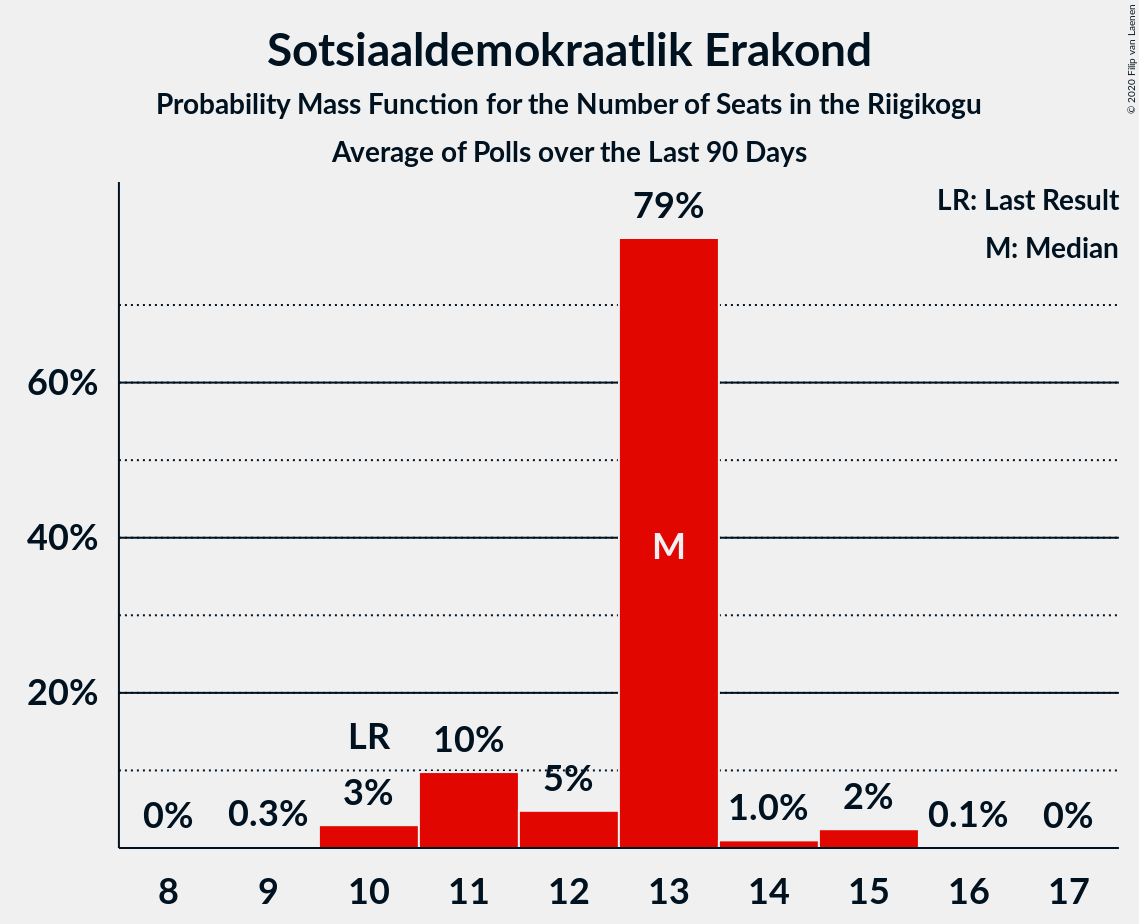 Sotsiaaldemokraatlik Erakond
Probability Mass Function for the Number of Seats in the Riigikogu
Average of Polls over the Last 90 Days
© 2020 Filip van Laenen
LR: Last Result
M: Median
79%
60%
40%
20%
M
LR
0%
0.3%
3%
10%
5%
1.0%
2%
0.1%
0%
8
9
10
11
12
13
14
15
16
17